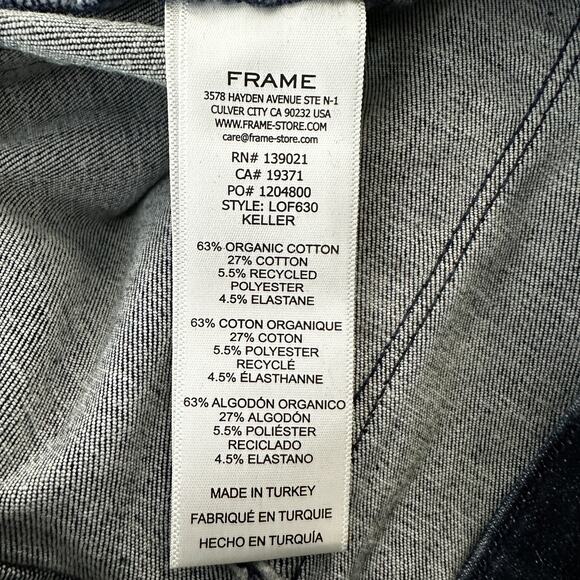 FRAME
3578 HAYDEN AVENUE STE N-1
CULVER CITY CA 90232 USA
WWW.FRAME-STORE.COM
care@frame-store.com
RN# 139021
CA# 19371
PO# 1204800
STYLE: LOF630
KELLER
63% ORGANIC COTTON
27% COTTON
5.5% RECYCLED
POLYESTER
4.5% ELASTANE
63% COTON ORGANIQUE
27% COTON
5.5% POLYESTER
RECYCLÉ
4.5% ÉLASTHANNE
63% ALGODÓN ORGANICO
27% ALGODÓN
5.5% POLIÉSTER
RECICLADO
4.5% ELASTANO
MADE IN TURKEY
FABRIQUÉ EN TURQUIE
HECHO EN TURQUÍA